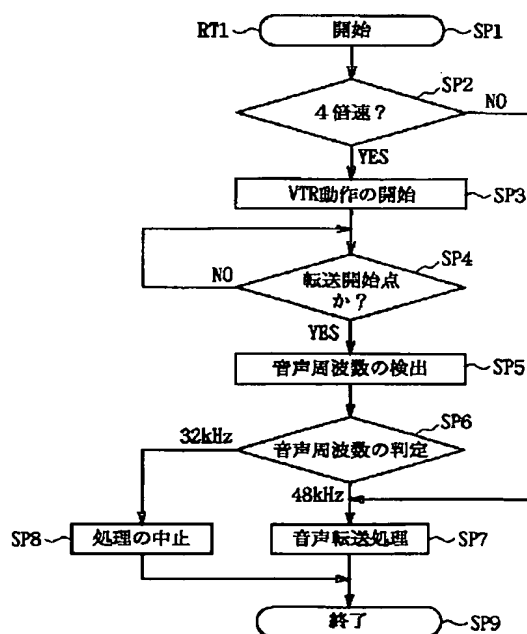 RT1 開始 SP1
SP2
4倍速? NO
YES
VTR動作の開始 SP3
SP4
NO 転送開始点
か?
YES
音声周波数の検出 SP5
SP6
32kHz 音声周波数の判定
48kHz
SP8 処理の中止 音声転送処理 SP7
終了 SP9